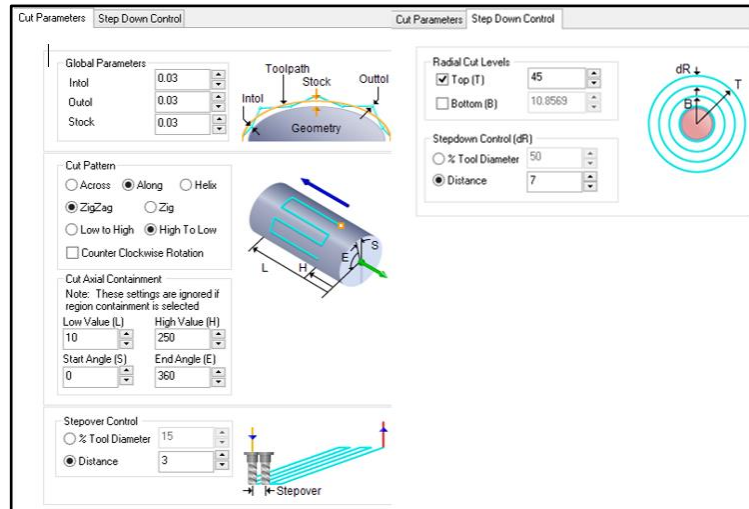 Cut Parameters Step Down Control
Global Parameters
Intol 0.03
Outol 0.03
Stock 0.03
Toolpath
Stock
Outtol
Intol
Geometry
Cut Pattern
Across Along Helix
ZigZag Zig
Low to High High To Low
Counter Clockwise Rotation
S
E
H
L
Cut Axial Containment
Note: These settings are ignored if
region containment is selected
Low Value (L) High Value (H)
10 250
Start Angle (S) End Angle (E)
0 360
Stepover Control
% Tool Diameter 15
Distance 3
Stepover
Cut Parameters Step Down Control
Radial Cut Levels
Top (T) 45
Bottom (B) 10.8569
dR
T
B
Stepdown Control (dR)
% Tool Diameter 50
Distance 7